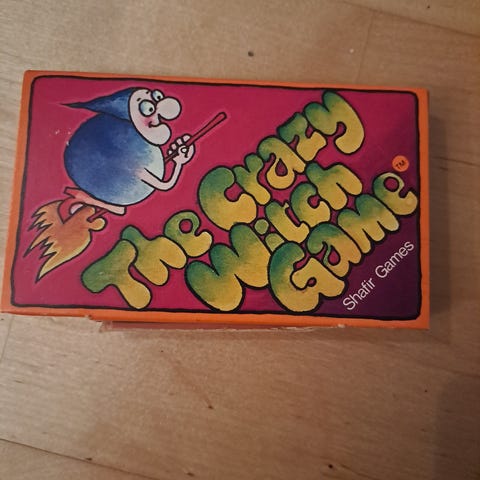 The Crazy
Witch
Game™
Shafir Games